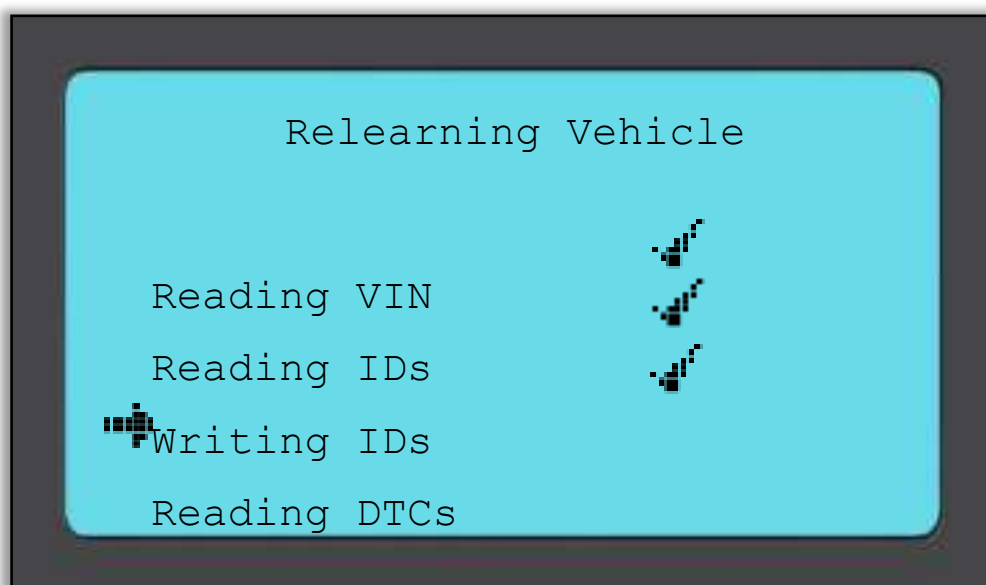 Relearning Vehicle
Reading VIN
Reading IDs
Writing IDs
Reading DTCs